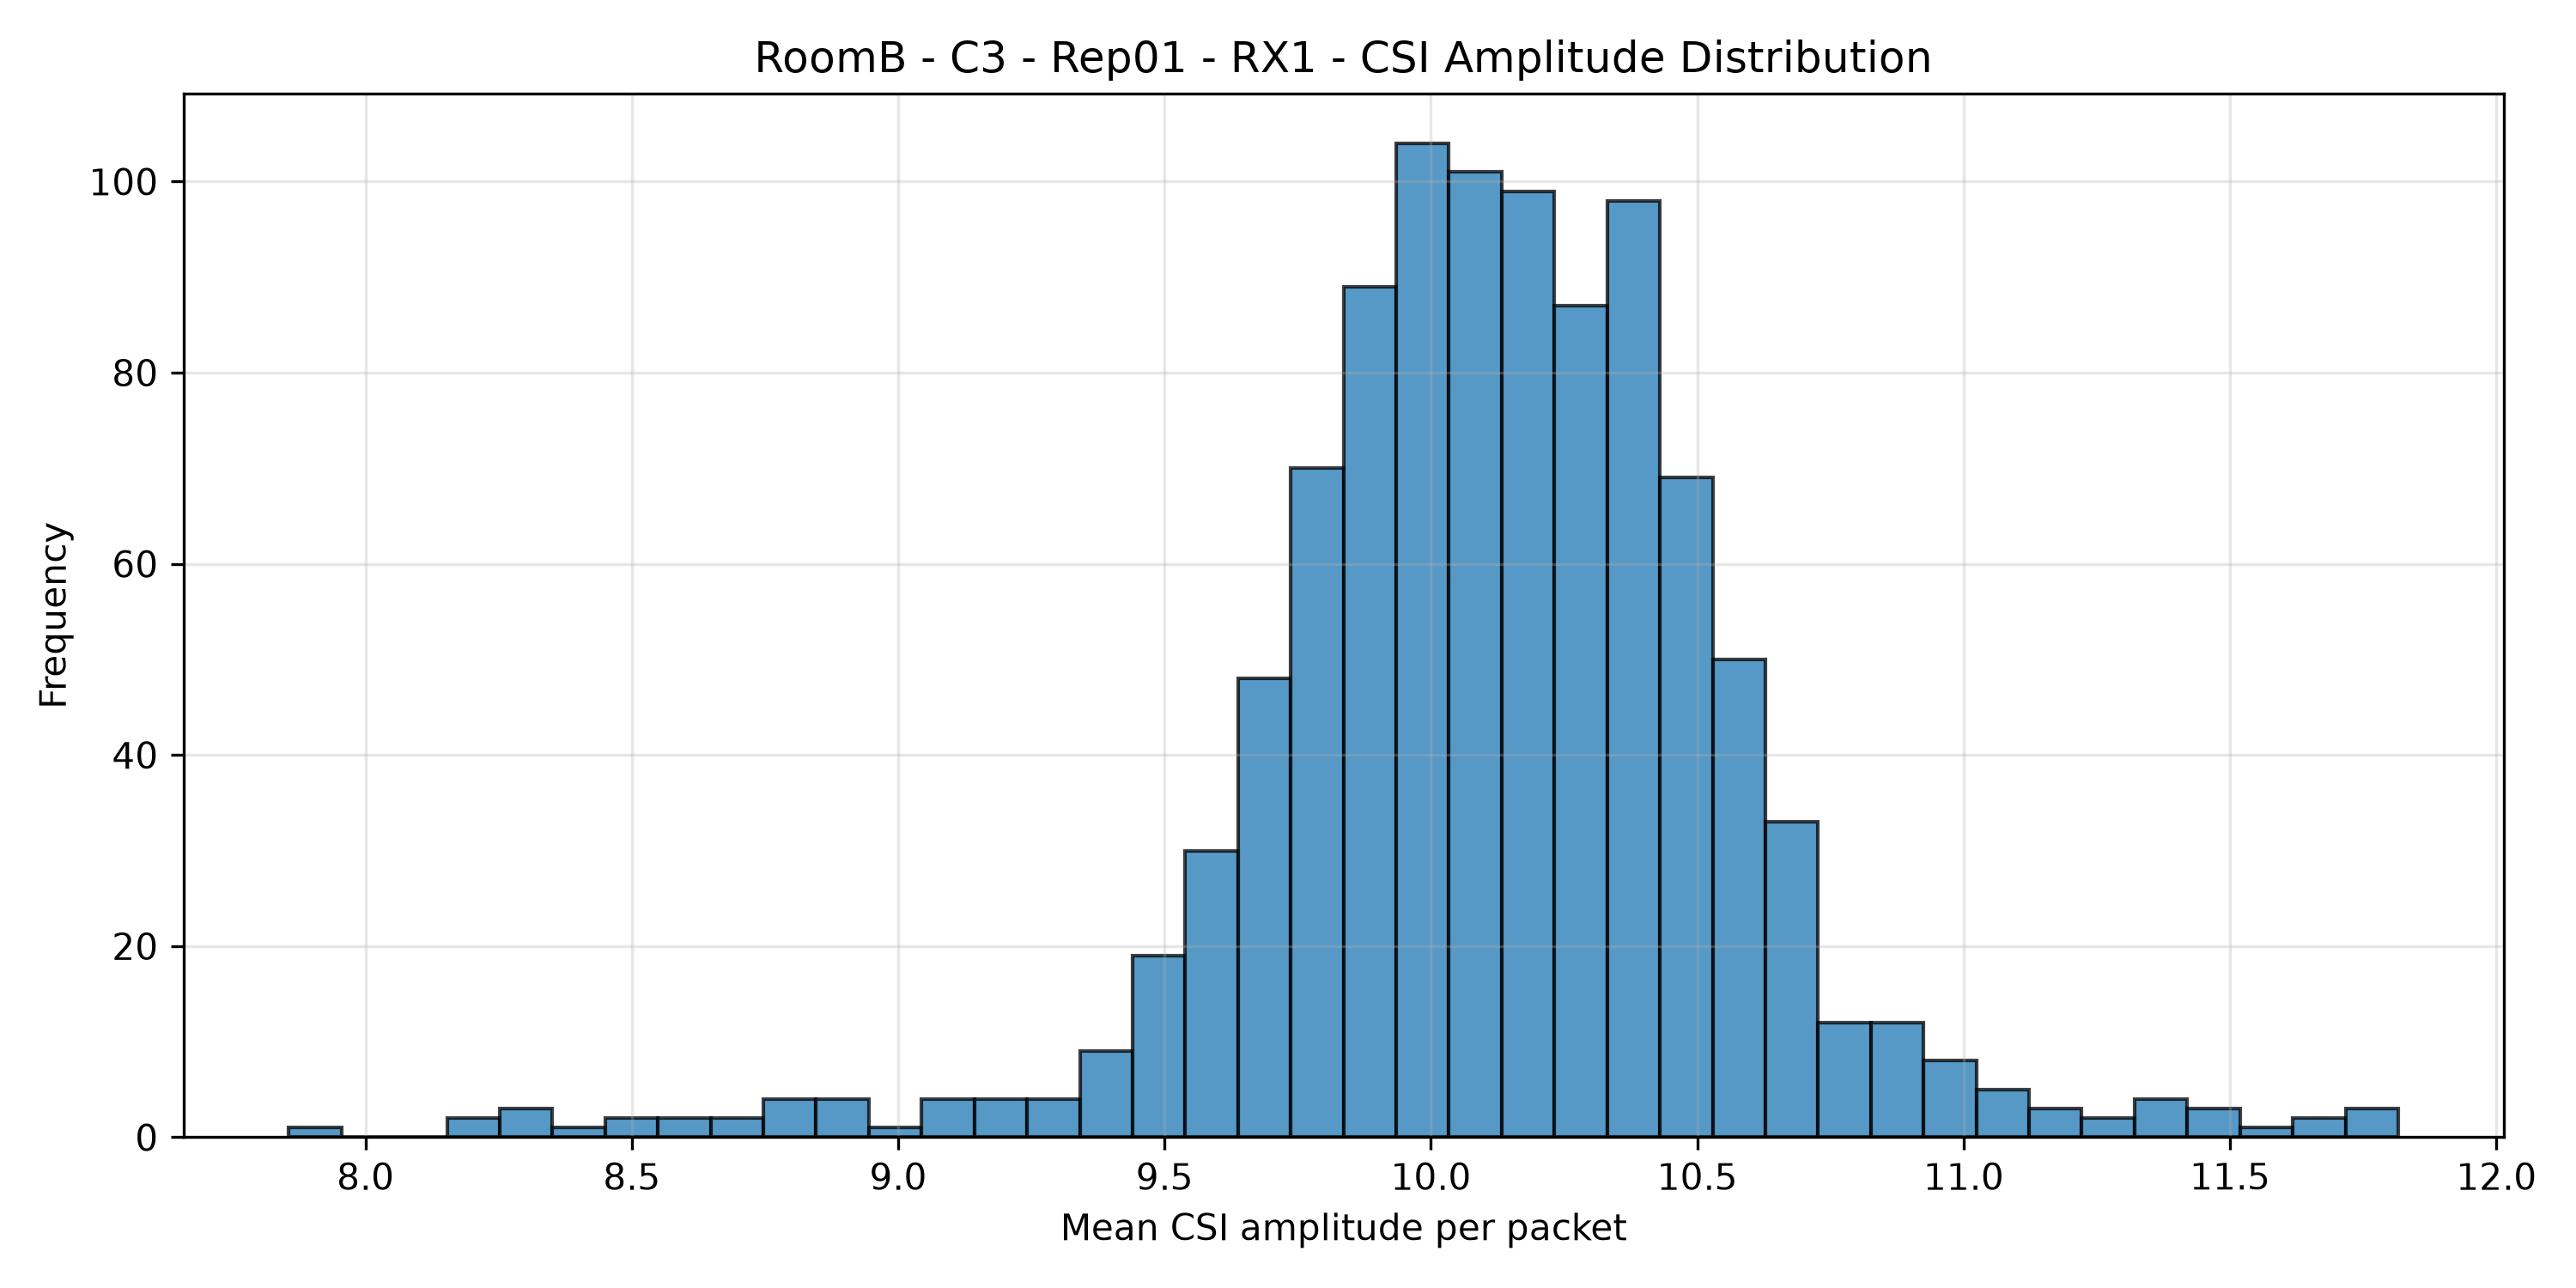 RoomB - C3 - Rep01 - RX1 - CSI Amplitude Distribution
Frequency
100
80
60
40
20
0
8.0 8.5 9.0 9.5 10.0 10.5 11.0 11.5 12.0
Mean CSI amplitude per packet